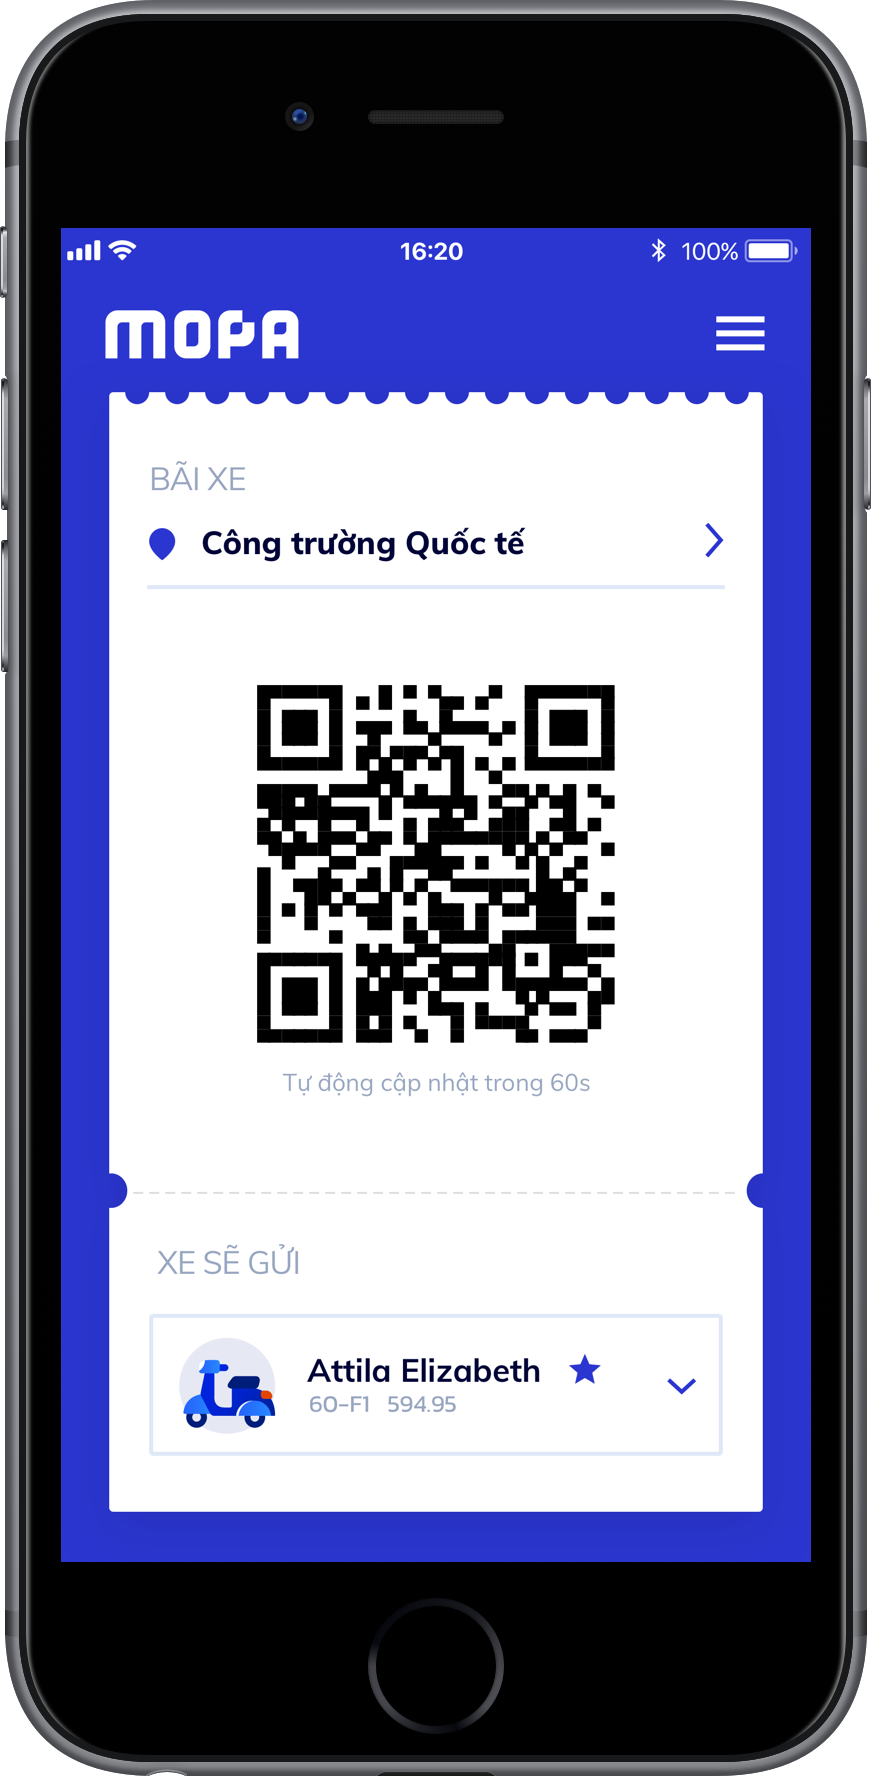 16:20
100%
MOPA
BÃI XE
Công trường Quốc tế
Tự động cập nhật trong 60s
XE SẼ GỬI
Attila Elizabeth
60-F1 594.95